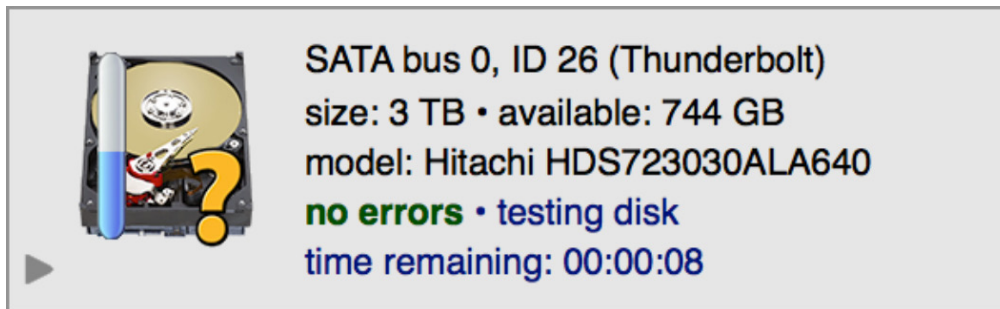 SATA bus 0, ID 26 (Thunderbolt)
size: 3 TB • available: 744 GB
model: Hitachi HDS723030ALA640
no errors • testing disk
time remaining: 00:00:08